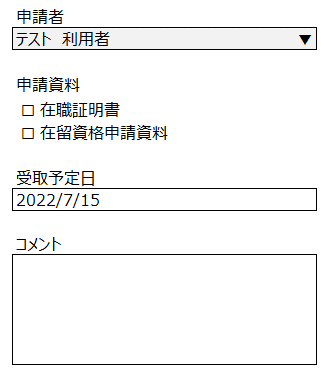 申請者
テスト 利用者 ▼
申請資料
☐ 在職証明書
☐ 在留資格申請資料
受取予定日
2022/7/15
コメント